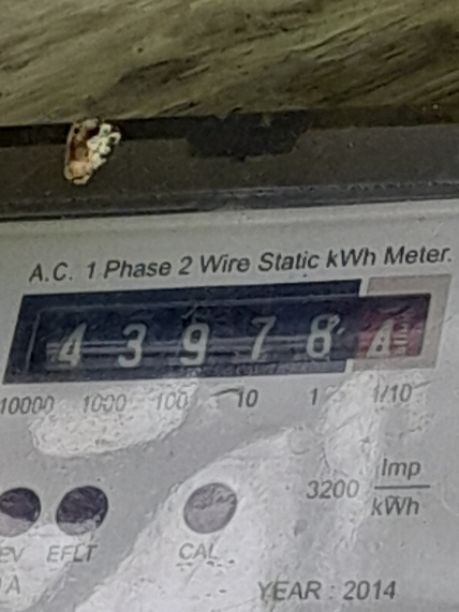 A.C. 1 Phase 2 Wire Static kWh Meter.
4 3 9 7 8 4
10000 1000 100 10 1 1/10
3200 Imp
kWh
EFLT CAL
A
YEAR : 2014